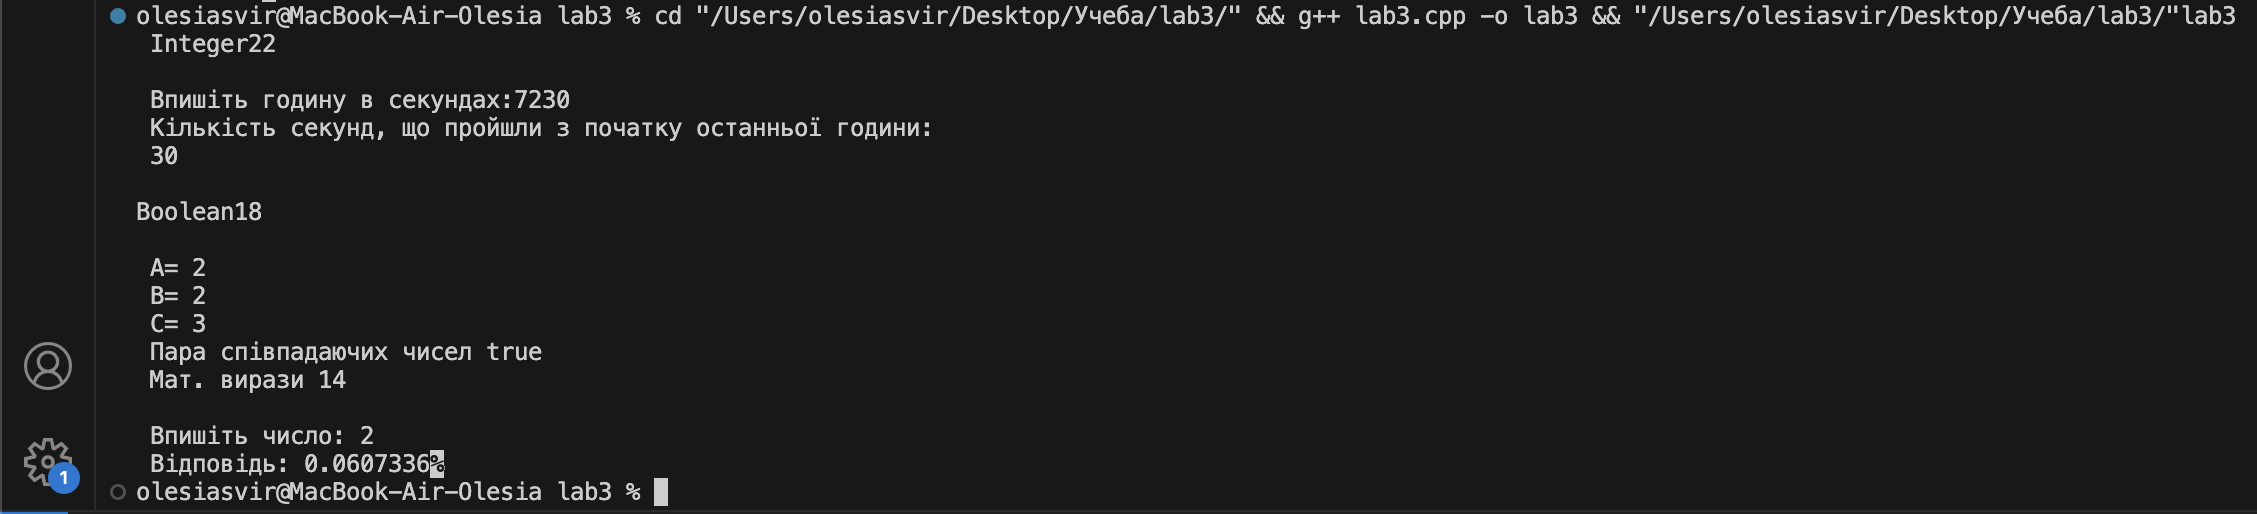 olesiasvir@MacBook-Air-Olesia lab3 % cd "/Users/olesiasvir/Desktop/Учеба/lab3/" && g++ lab3.cpp -o lab3 && "/Users/olesiasvir/Desktop/Учеба/lab3/"lab3
Integer22
Впишіть годину в секундах:7230
Кількість секунд, що пройшли з початку останньої години:
30
Boolean18
A= 2
B= 2
C= 3
Пара співпадаючих чисел true
Мат. вирази 14
Впишіть число: 2
Відповідь: 0.0607336%
olesiasvir@MacBook-Air-Olesia lab3 %
1